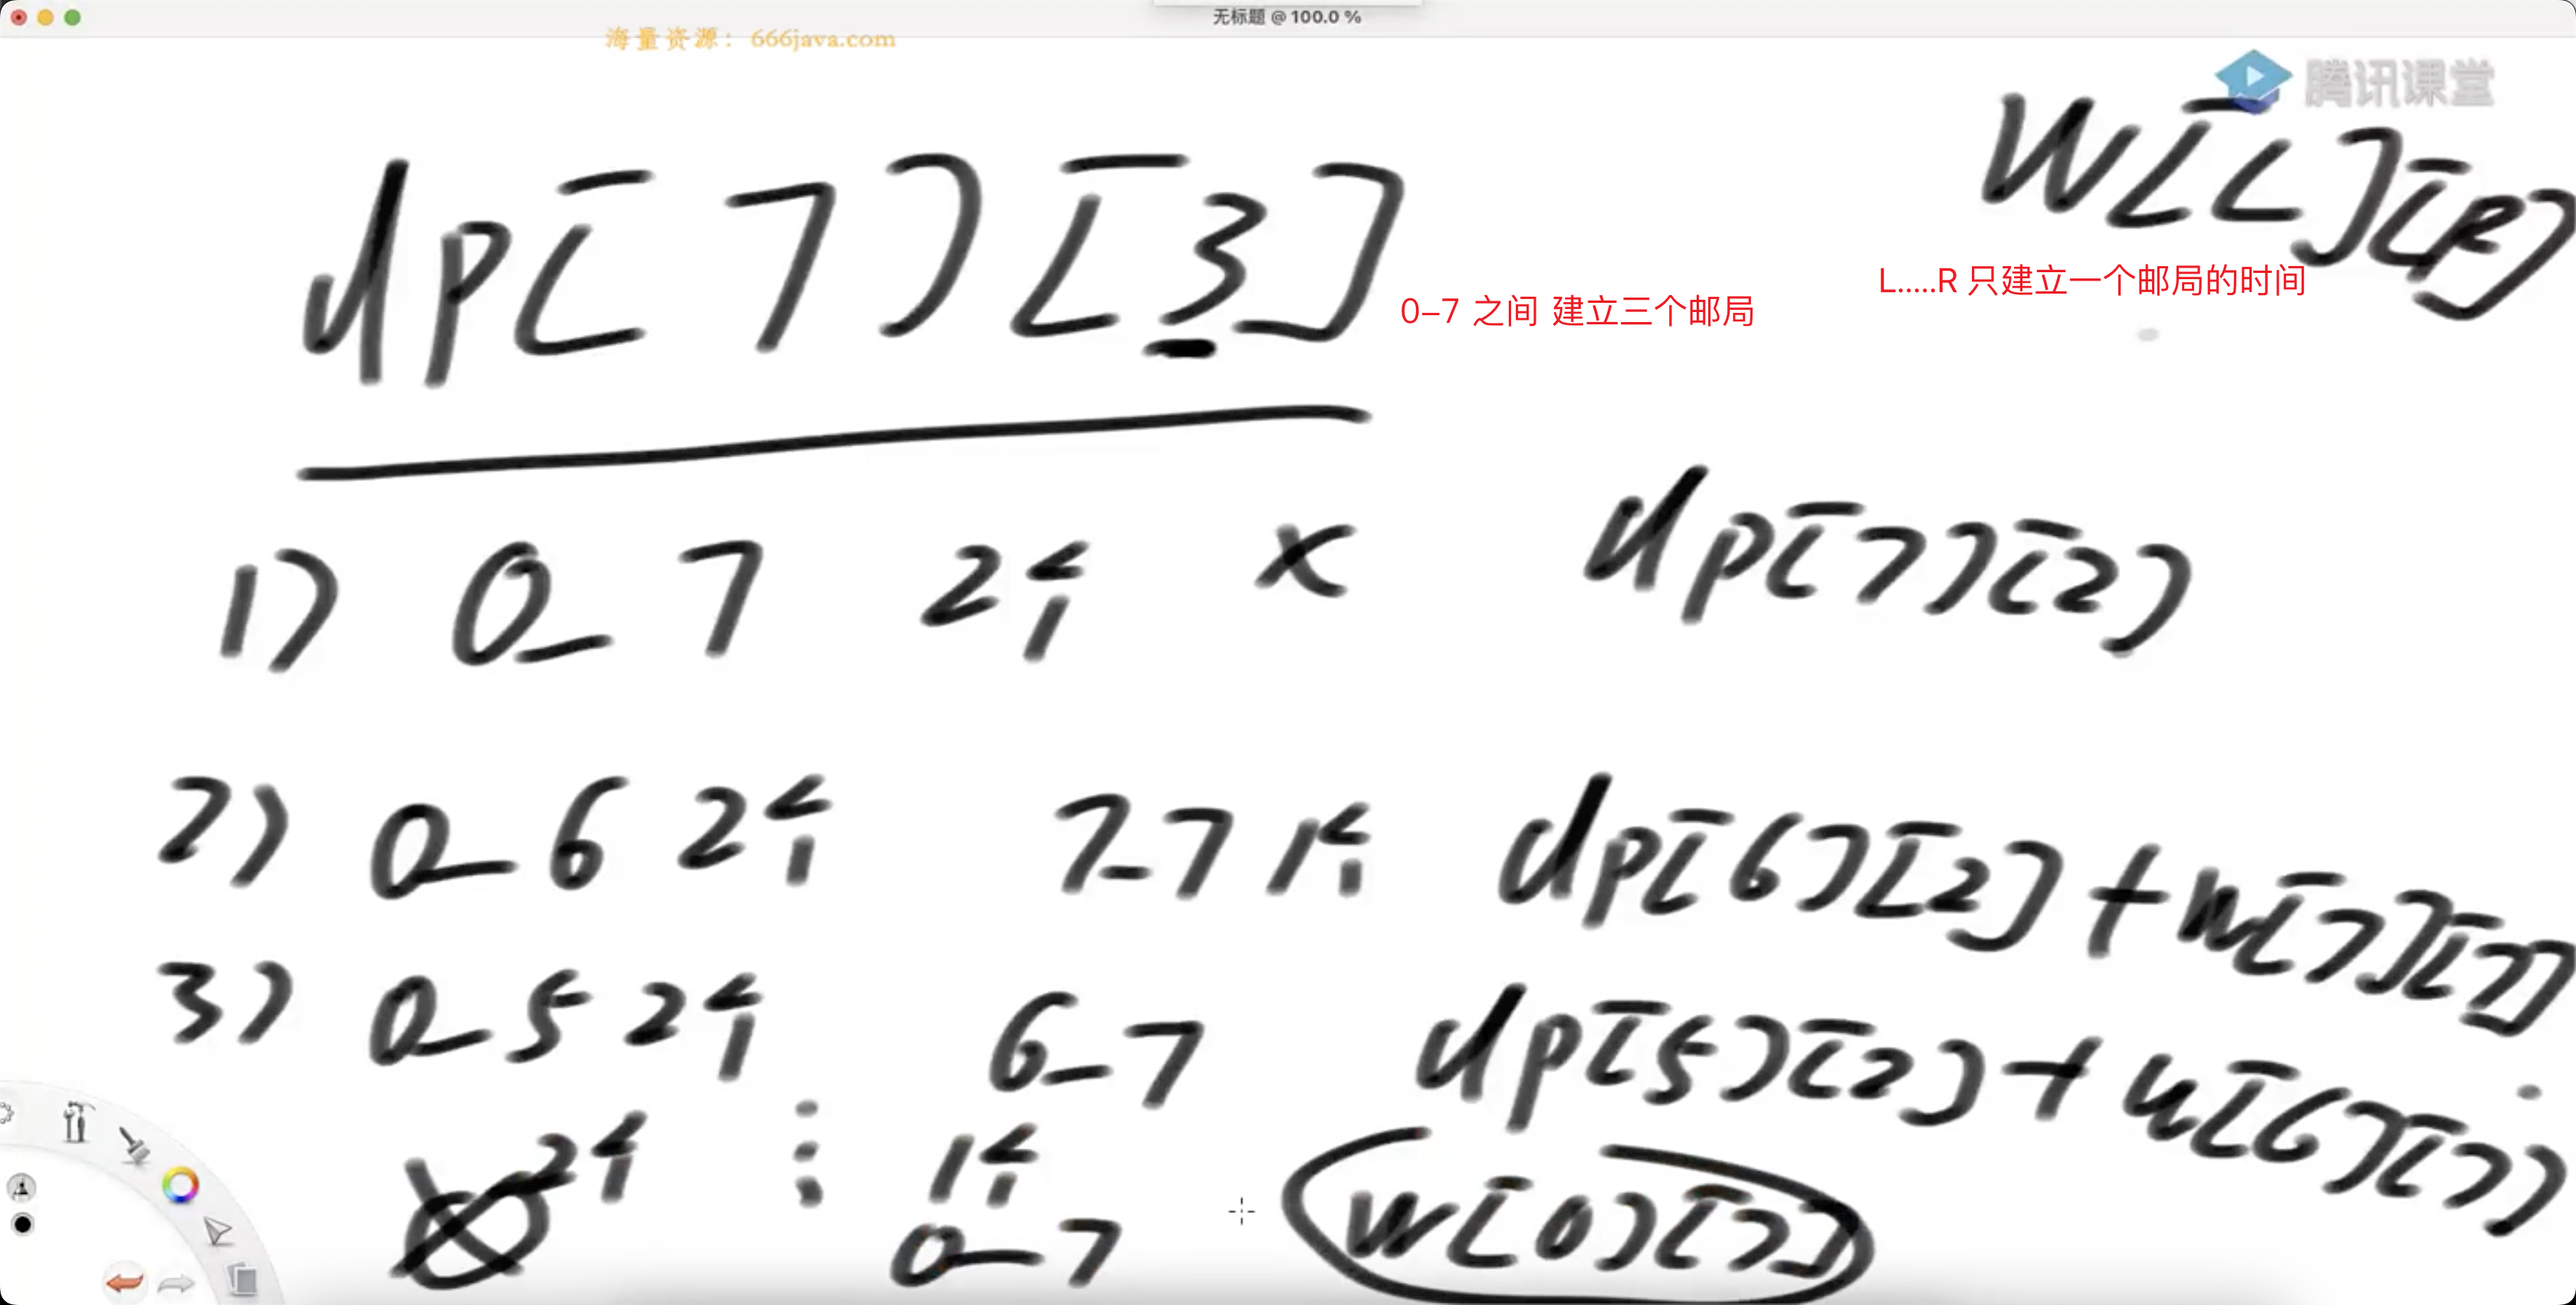 无标题 @ 100.0 %
海量资源：666java.com
腾讯课堂
W[L][R]
dp[7][3]
L.....R 只建立一个邮局的时间
0-7 之间 建立三个邮局
1) 0-7 2个 × dp[7][2]
2) 0-6 2个 7-7 1个 dp[6][2] + W[7][7]
3) 0-5 2个 6-7 dp[5][2] + W[6][7]
2个 1个
0-7 W[0][7]